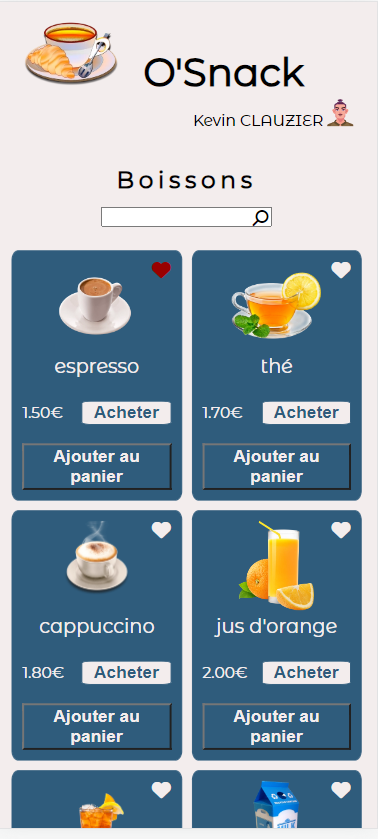 O'Snack
Kevin CLAUZIER
Boissons
espresso
thé
1.50€ Acheter
1.70€ Acheter
Ajouter au
panier
Ajouter au
panier
cappuccino
jus d'orange
1.80€ Acheter
2.00€ Acheter
Ajouter au
panier
Ajouter au
panier